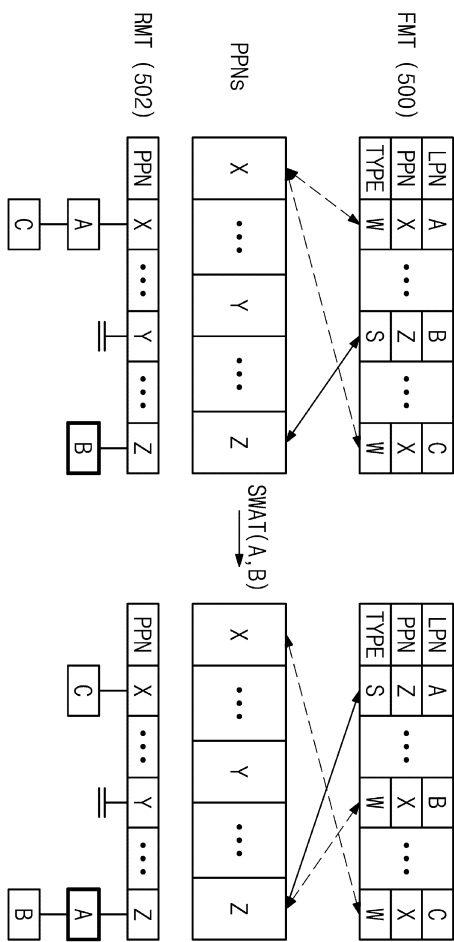 FMT (500)
LPN A B C
PPN X ... Z ... X
TYPE W S W
PPNs
X ... Y ... Z
RMT (502)
PPN X ... Y ... Z
A B
C
SWAT(A,B)
LPN A B C
PPN Z ... X ... X
TYPE S W W
X ... Y ... Z
PPN X ... Y ... Z
C A
B